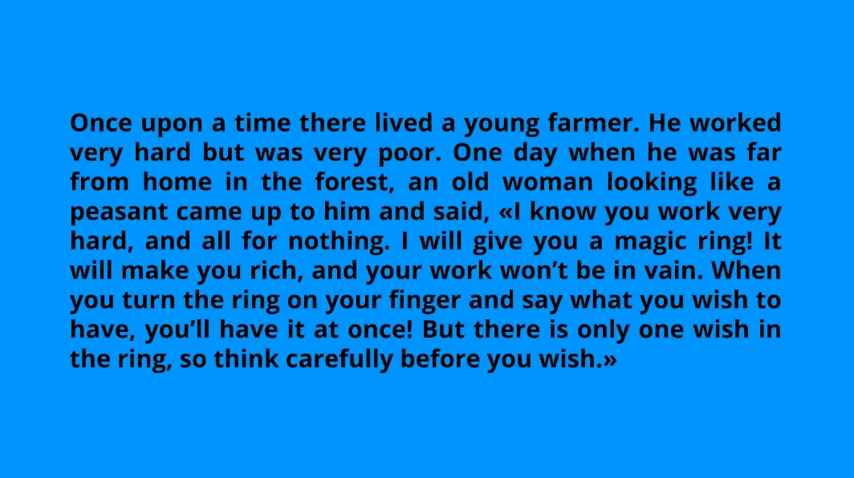 Once upon a time there lived a young farmer. He worked
very hard but was very poor. One day when he was far
from home in the forest, an old woman looking like a
peasant came up to him and said, «I know you work very
hard, and all for nothing. I will give you a magic ring! It
will make you rich, and your work won’t be in vain. When
you turn the ring on your finger and say what you wish to
have, you’ll have it at once! But there is only one wish in
the ring, so think carefully before you wish.»